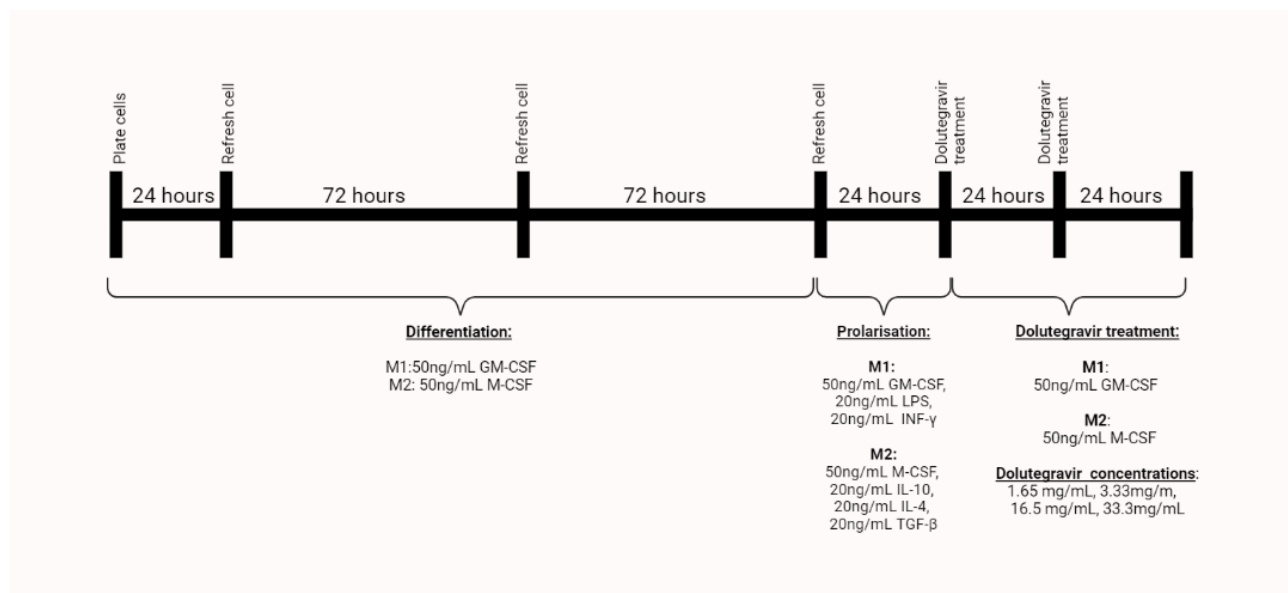 Plate cells
Refresh cell
Refresh cell
Refresh cell
Dolutegravir
treatment
Dolutegravir
treatment
24 hours
72 hours
72 hours
24 hours
24 hours
24 hours
Differentiation:
M1:50ng/mL GM-CSF
M2: 50ng/mL M-CSF
Prolarisation:
M1:
50ng/mL GM-CSF,
20ng/mL LPS,
20ng/mL INF-γ
M2:
50ng/mL M-CSF,
20ng/mL IL-10,
20ng/mL IL-4,
20ng/mL TGF-β
Dolutegravir treatment:
M1:
50ng/mL GM-CSF
M2:
50ng/mL M-CSF
Dolutegravir concentrations:
1.65 mg/mL, 3.33mg/m,
16.5 mg/mL, 33.3mg/mL